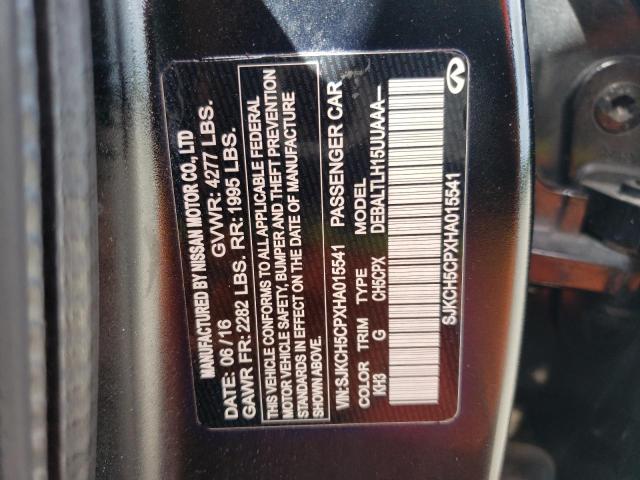 MANUFACTURED BY NISSAN MOTOR CO., LTD
DATE: 06/16 GVWR: 4277 LBS.
GAWR FR: 2282 LBS. RR: 1995 LBS.
THIS VEHICLE CONFORMS TO ALL APPLICABLE FEDERAL
MOTOR VEHICLE SAFETY, BUMPER AND THEFT PREVENTION
STANDARDS IN EFFECT ON THE DATE OF MANUFACTURE
SHOWN ABOVE.
VIN:SJKCH5CPXHA015541 PASSENGER CAR
COLOR TRIM TYPE MODEL
KH3 G CH5CPX DEBALTLH15UUAAA-
SJKCH5CPXHA015541